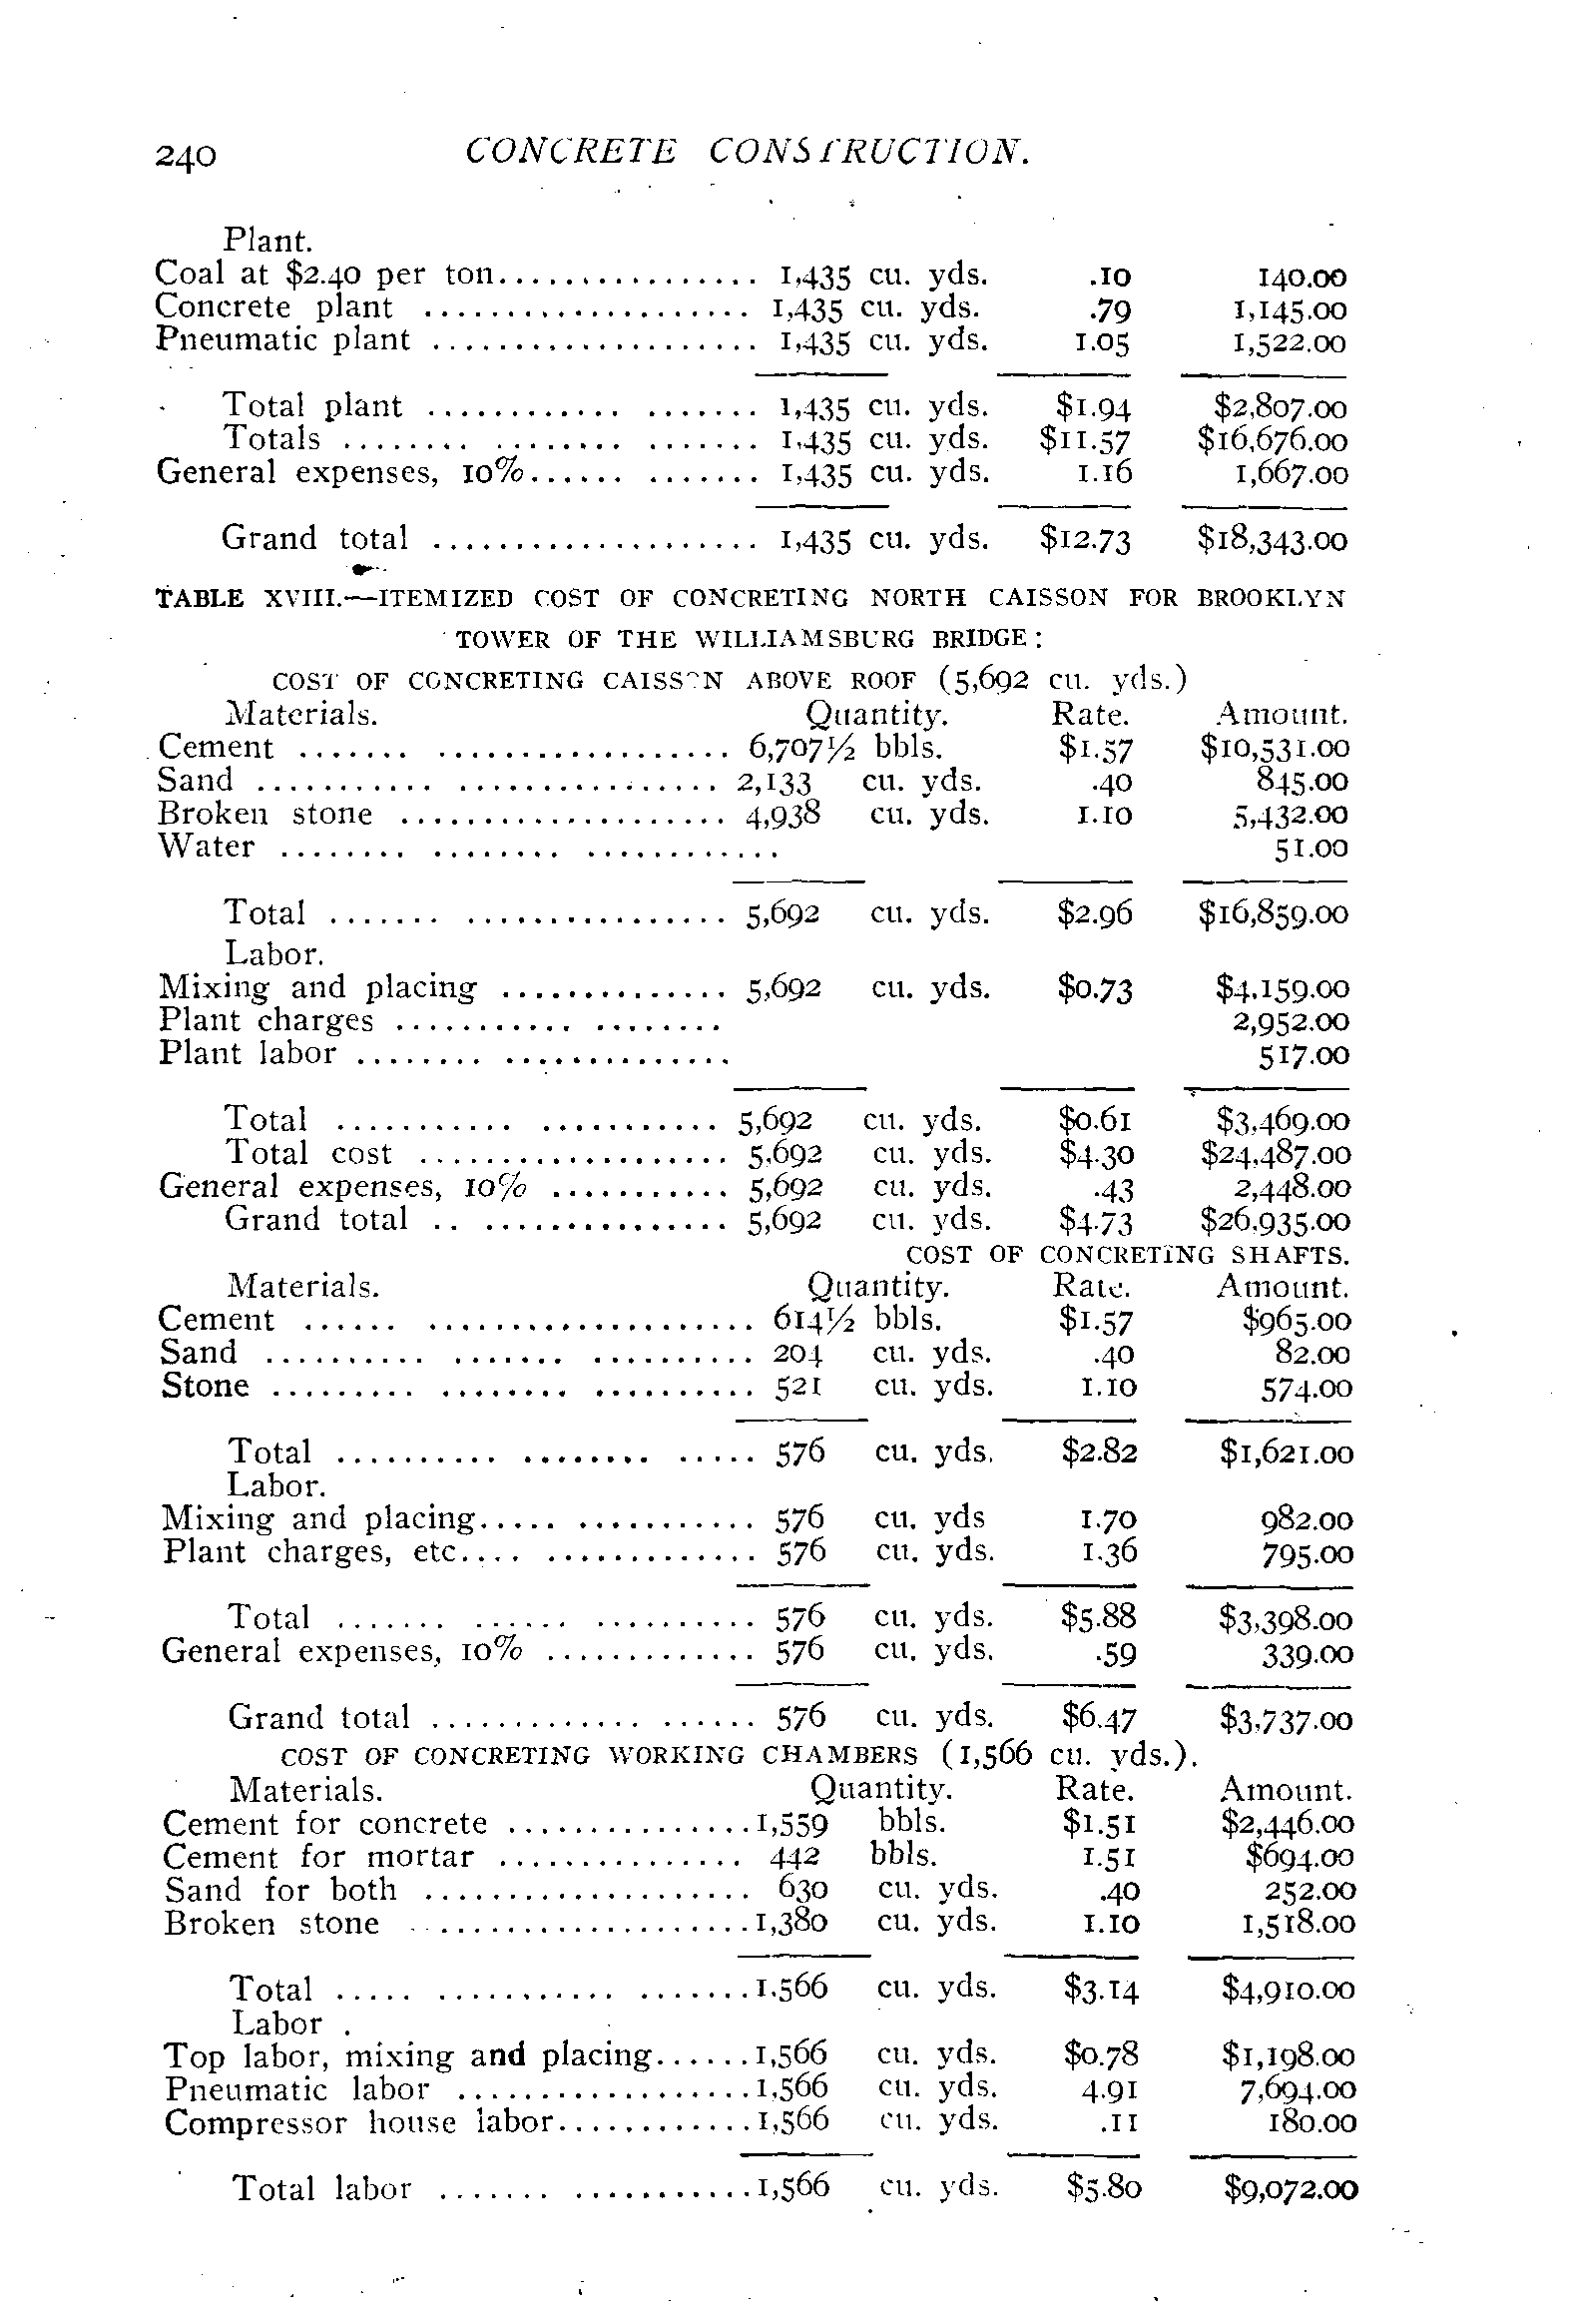 240 CONCRETE CONSTRUCTION.
Plant.
Coal at $2.40 per ton................ 1,435 cu. yds. .10 140.00
Concrete plant .................... 1,435 cu. yds. .79 1,145.00
Pneumatic plant .................... 1,435 cu. yds. 1.05 1,522.00
Total plant ............ ....... 1,435 cu. yds. $1.94 $2,807.00
Totals ........ ........ ....... 1,435 cu. yds. $11.57 $16,676.00
General expenses, 10%...... ....... 1,435 cu. yds. 1.16 1,667.00
Grand total .................... 1,435 cu. yds. $12.73 $18,343.00
TABLE XVIII.—ITEMIZED COST OF CONCRETING NORTH CAISSON FOR BROOKLYN
TOWER OF THE WILLIAMSBURG BRIDGE:
COST OF CONCRETING CAISSON ABOVE ROOF (5,692 cu. yds.)
Materials. Quantity. Rate. Amount.
Cement ....... .................. 6,707½ bbls. $1.57 $10,531.00
Sand ........... ................ 2,133 cu. yds. .40 845.00
Broken stone .................... 4,938 cu. yds. 1.10 5,432.00
Water ........ ........ ............ 51.00
Total ....... ................ 5,692 cu. yds. $2.96 $16,859.00
Labor.
Mixing and placing .............. 5,692 cu. yds. $0.73 $4,159.00
Plant charges ........... ........ 2,952.00
Plant labor ........ .............. 517.00
Total ........... ........... 5,692 cu. yds. $0.61 $3,469.00
Total cost ................... 5,692 cu. yds. $4.30 $24,487.00
General expenses, 10% ........... 5,692 cu. yds. .43 2,448.00
Grand total .. ............... 5,692 cu. yds. $4.73 $26,935.00
COST OF CONCRETING SHAFTS.
Materials. Quantity. Rate. Amount.
Cement ...... .................... 614½ bbls. $1.57 $965.00
Sand .......... ....... .......... 204 cu. yds. .40 82.00
Stone ......... ........ .......... 521 cu. yds. 1.10 574.00
Total .......... ........ ..... 576 cu. yds. $2.82 $1,621.00
Labor.
Mixing and placing..... ........... 576 cu. yds 1.70 982.00
Plant charges, etc.... ............. 576 cu. yds. 1.36 795.00
Total ....... ...... .......... 576 cu. yds. $5.88 $3,398.00
General expenses, 10% ............. 576 cu. yds. .59 339.00
Grand total ............. ...... 576 cu. yds. $6.47 $3,737.00
COST OF CONCRETING WORKING CHAMBERS (1,566 cu. yds.).
Materials. Quantity. Rate. Amount.
Cement for concrete ...............1,559 bbls. $1.51 $2,446.00
Cement for mortar ............... 442 bbls. 1.51 $694.00
Sand for both .................... 630 cu. yds. .40 252.00
Broken stone ....................1,380 cu. yds. 1.10 1,518.00
Total ..... ........... .......1.566 cu. yds. $3.14 $4,910.00
Labor .
Top labor, mixing and placing......1,566 cu. yds. $0.78 $1,198.00
Pneumatic labor ..................1,566 cu. yds. 4.91 7,694.00
Compressor house labor............1,566 cu. yds. .11 180.00
Total labor ....... ...........1,566 cu. yds. $5.80 $9,072.00